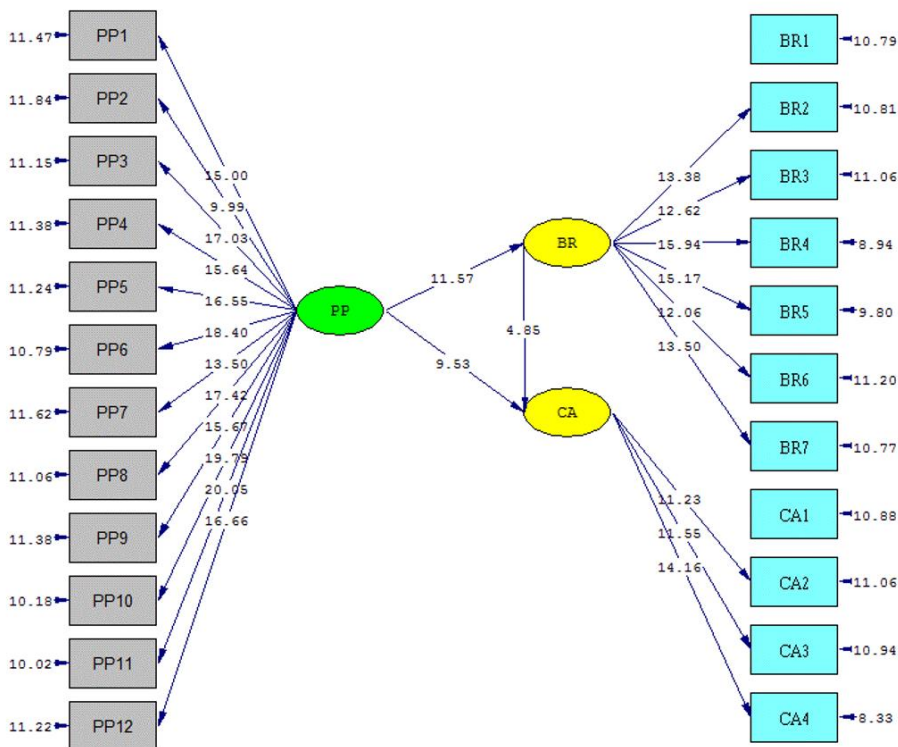 11.47 PP1
11.84 PP2
11.15 PP3
11.38 PP4
11.24 PP5
10.79 PP6
11.62 PP7
11.06 PP8
11.38 PP9
10.18 PP10
10.02 PP11
11.22 PP12
15.00
9.99
17.03
15.64
16.55
18.40
13.50
17.42
15.67
19.79
20.05
16.66
PP
11.57
9.53
BR
4.85
CA
13.38
12.62
15.94
15.17
12.06
13.50
11.23
11.55
14.16
BR1 10.79
BR2 10.81
BR3 11.06
BR4 8.94
BR5 9.80
BR6 11.20
BR7 10.77
CA1 10.88
CA2 11.06
CA3 10.94
CA4 8.33